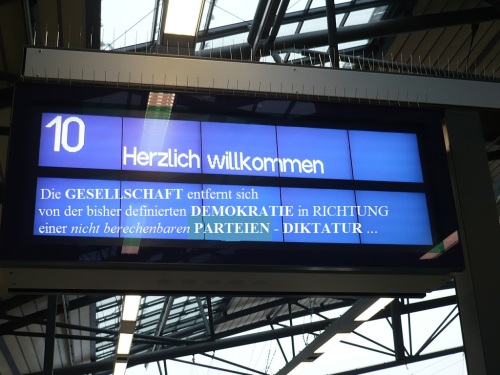 10
Herzlich willkommen
Die GESELLSCHAFT entfernt sich
von der bisher definierten DEMOKRATIE in RICHTUNG
einer nicht berechenbaren PARTEIEN - DIKTATUR ...